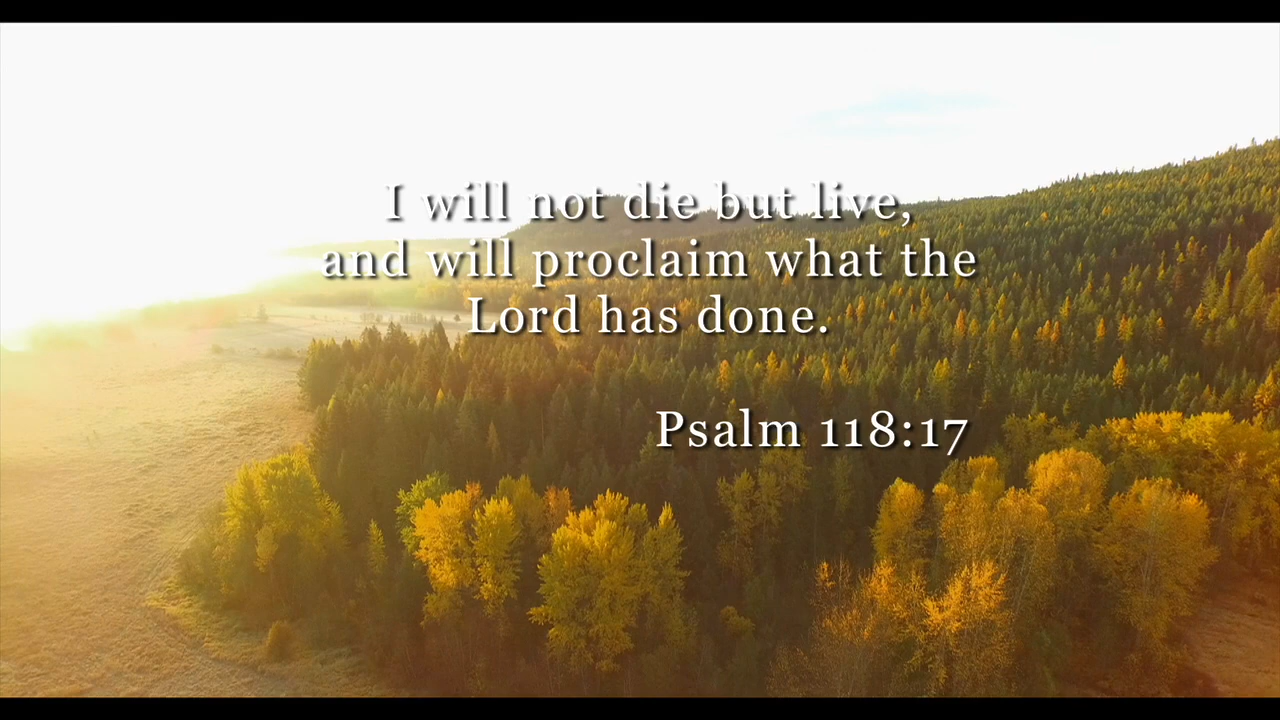 I will not die but live,
and will proclaim what the
Lord has done.
Psalm 118:17